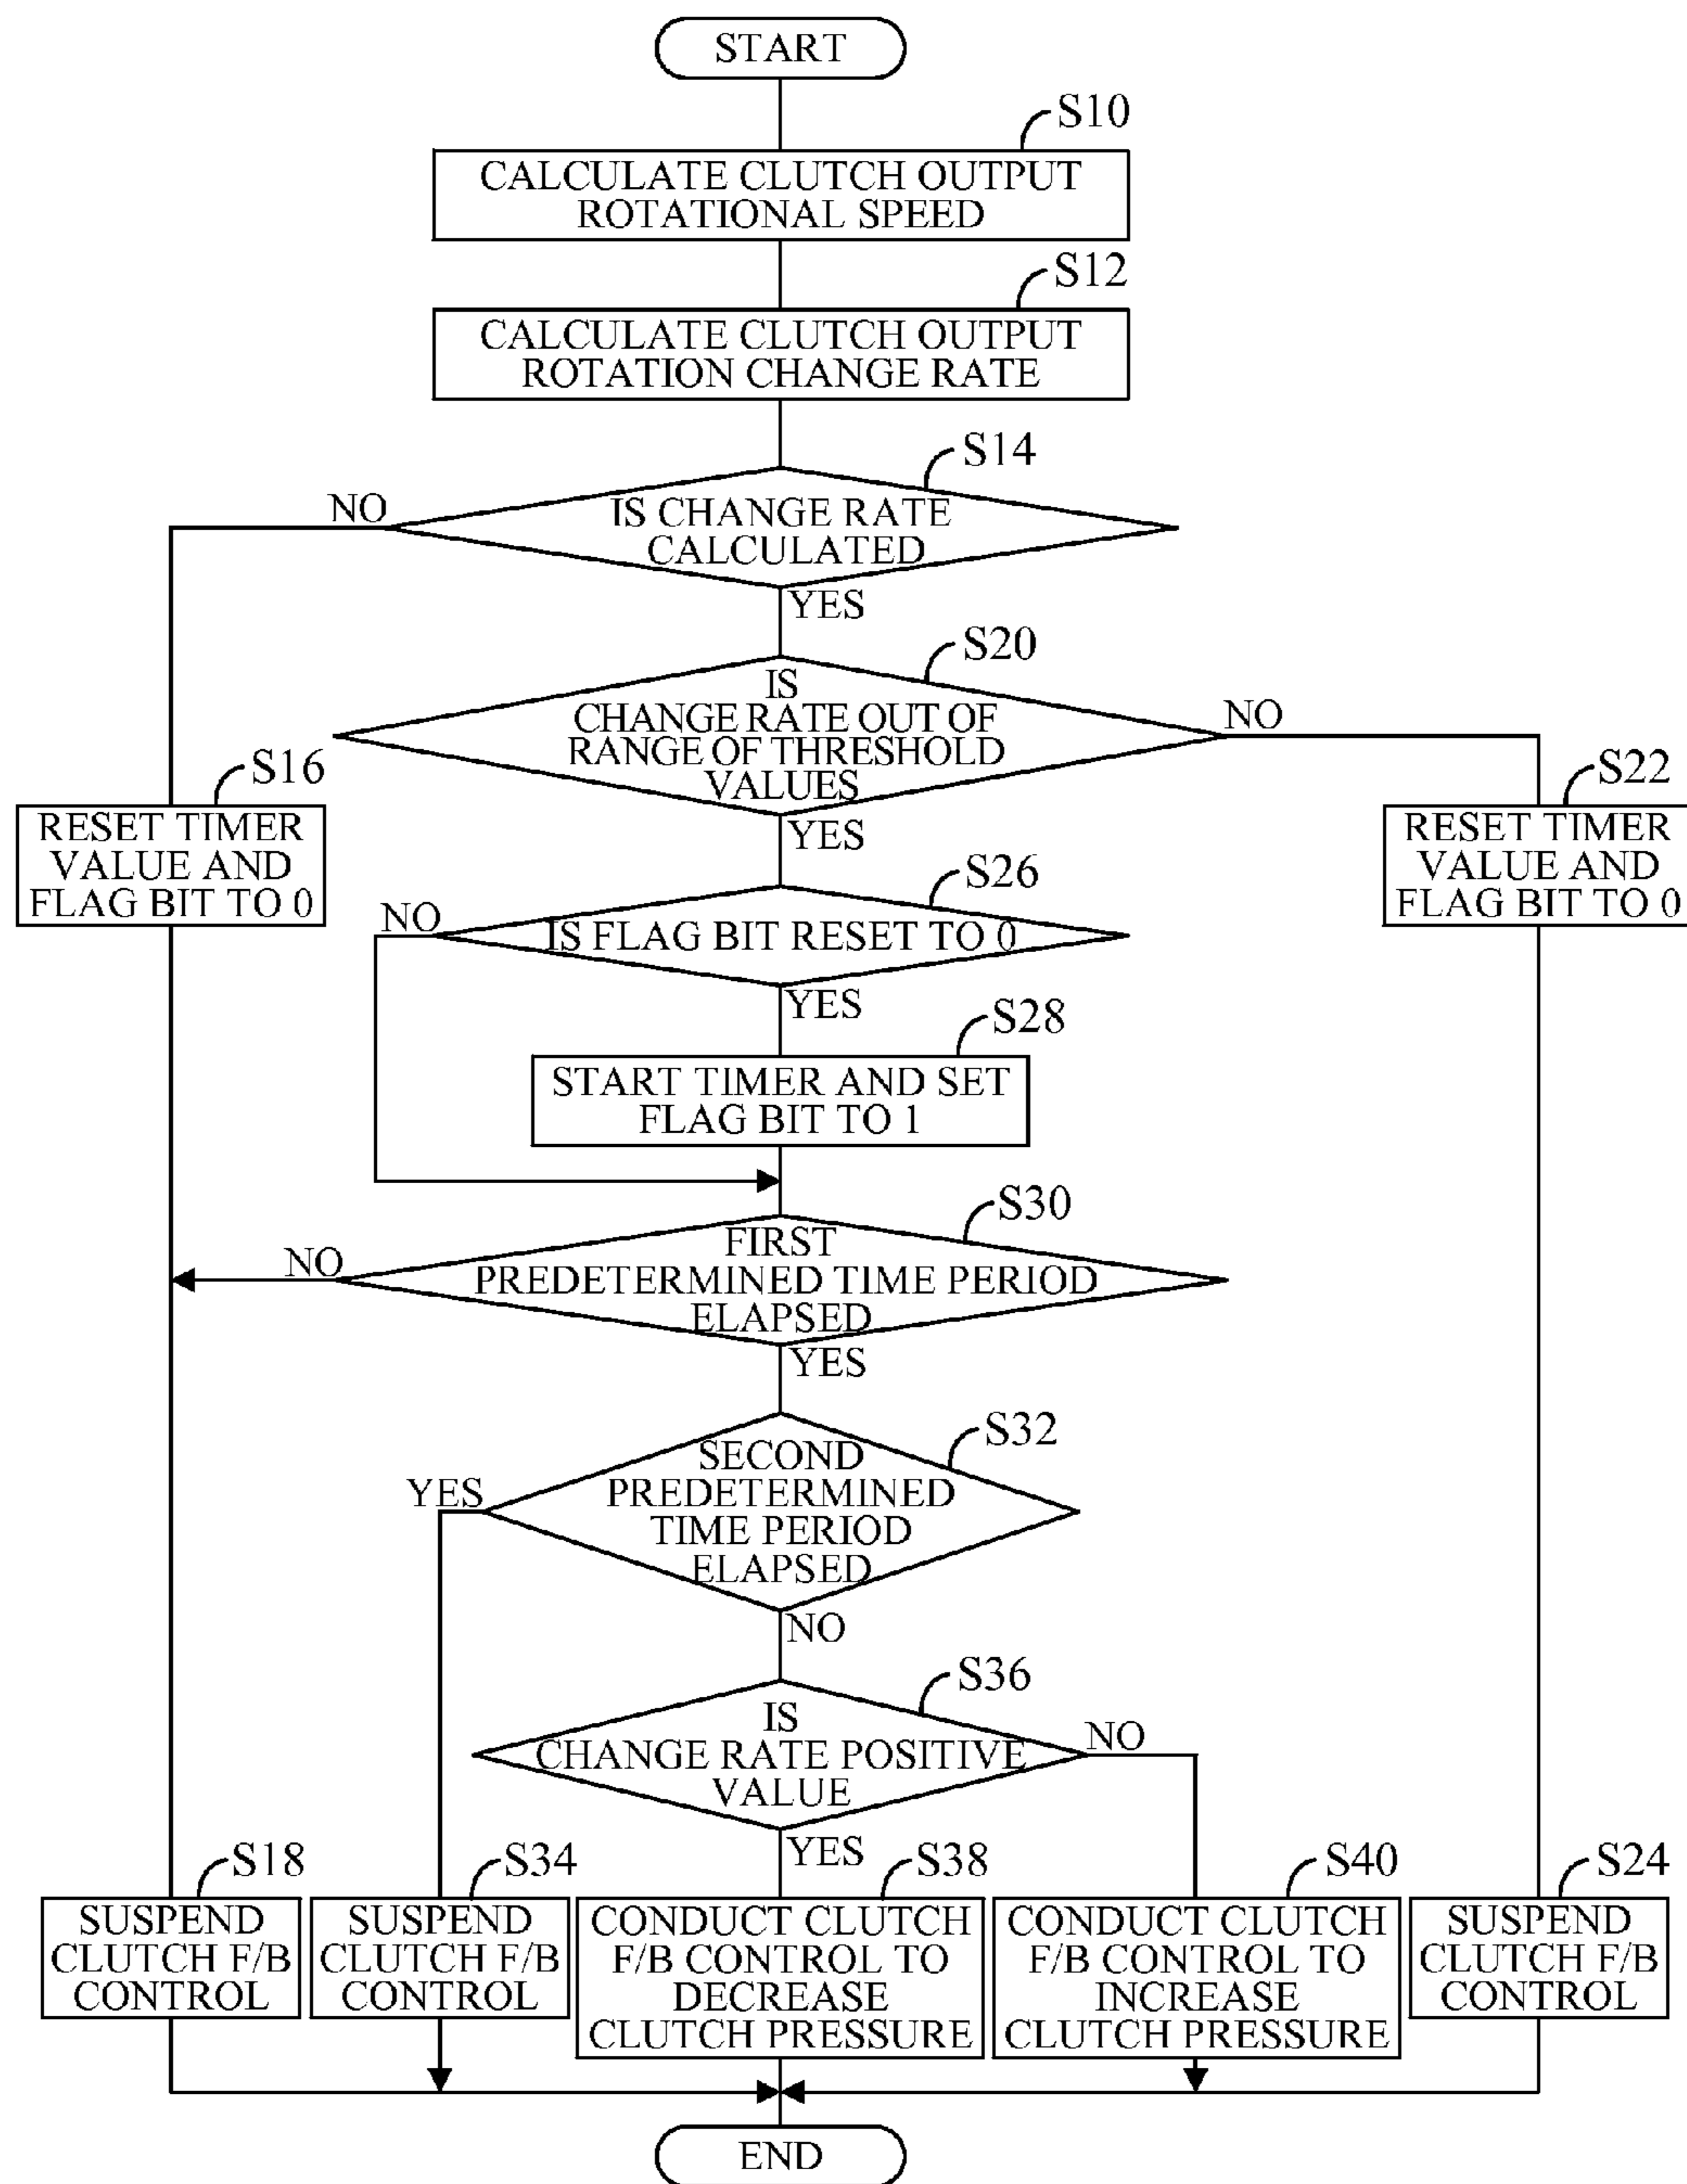 START
S10
CALCULATE CLUTCH OUTPUT
ROTATIONAL SPEED
S12
CALCULATE CLUTCH OUTPUT
ROTATION CHANGE RATE
S14
NO
IS CHANGE RATE
CALCULATED
YES
S20
IS
CHANGE RATE OUT OF
RANGE OF THRESHOLD
VALUES
NO
YES
S16
RESET TIMER
VALUE AND
FLAG BIT TO 0
S22
RESET TIMER
VALUE AND
FLAG BIT TO 0
S26
NO
IS FLAG BIT RESET TO 0
YES
S28
START TIMER AND SET
FLAG BIT TO 1
S30
NO
FIRST
PREDETERMINED TIME PERIOD
ELAPSED
YES
S32
YES
SECOND
PREDETERMINED
TIME PERIOD
ELAPSED
NO
S36
IS
CHANGE RATE POSITIVE
VALUE
NO
YES
S18
SUSPEND
CLUTCH F/B
CONTROL
S34
SUSPEND
CLUTCH F/B
CONTROL
S38
CONDUCT CLUTCH
F/B CONTROL TO
DECREASE
CLUTCH PRESSURE
S40
CONDUCT CLUTCH
F/B CONTROL TO
INCREASE
CLUTCH PRESSURE
S24
SUSPEND
CLUTCH F/B
CONTROL
END